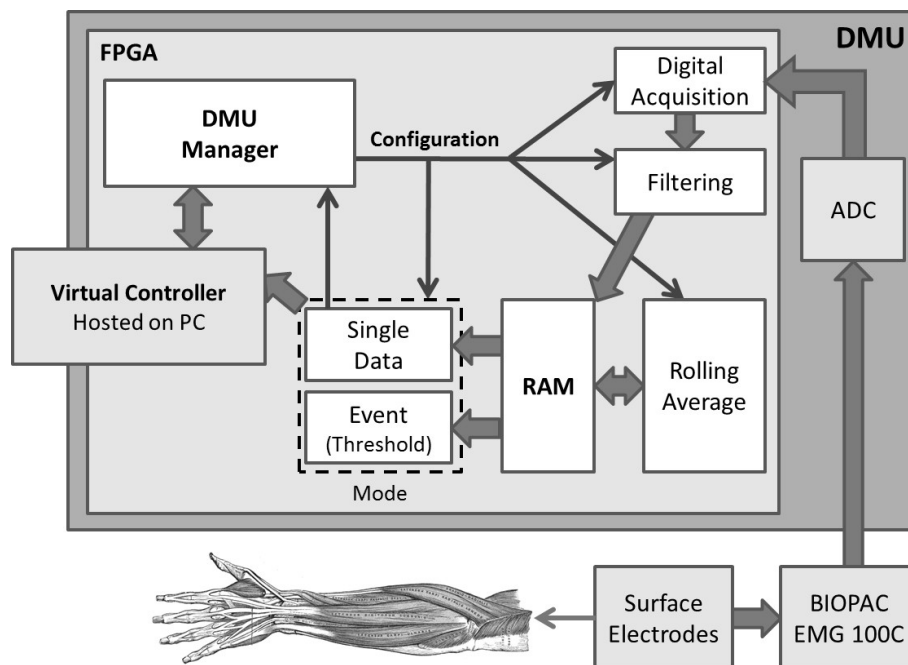 DMU
FPGA
DMU
Manager
Configuration
Digital
Acquisition
Filtering
ADC
Virtual Controller
Hosted on PC
Single
Data
Event
(Threshold)
Mode
RAM
Rolling
Average
Surface
Electrodes
BIOPAC
EMG 100C